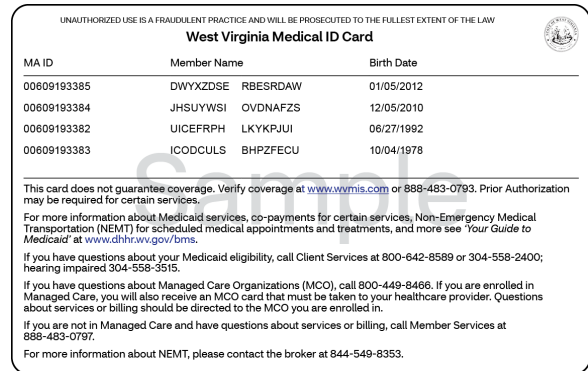 UNAUTHORIZED USE IS A FRAUDULENT PRACTICE AND WILL BE PROSECUTED TO THE FULLEST EXTENT OF THE LAW
West Virginia Medical ID Card
MA ID Member Name Birth Date
00609193385 DWYXZDSE RBESRDAW 01/05/2012
00609193384 JHSUYWSI OVDNAFZS 12/05/2010
00609193382 UICEFRPH LKYKPJUI 06/27/1992
00609193383 ICODCULS BHPZFECU 10/04/1978
Sample
This card does not guarantee coverage. Verify coverage at www.wvmis.com or 888-483-0793. Prior Authorization
may be required for certain services.
For more information about Medicaid services, co-payments for certain services, Non-Emergency Medical
Transportation (NEMT) for scheduled medical appointments and treatments, and more see ‘Your Guide to
Medicaid’ at www.dhhr.wv.gov/bms.
If you have questions about your Medicaid eligibility, call Client Services at 800-642-8589 or 304-558-2400;
hearing impaired 304-558-3515.
If you have questions about Managed Care Organizations (MCO), call 800-449-8466. If you are enrolled in
Managed Care, you will also receive an MCO card that must be taken to your healthcare provider. Questions
about services or billing should be directed to the MCO you are enrolled in.
If you are not in Managed Care and have questions about services or billing, call Member Services at
888-483-0797.
For more information about NEMT, please contact the broker at 844-549-8353.